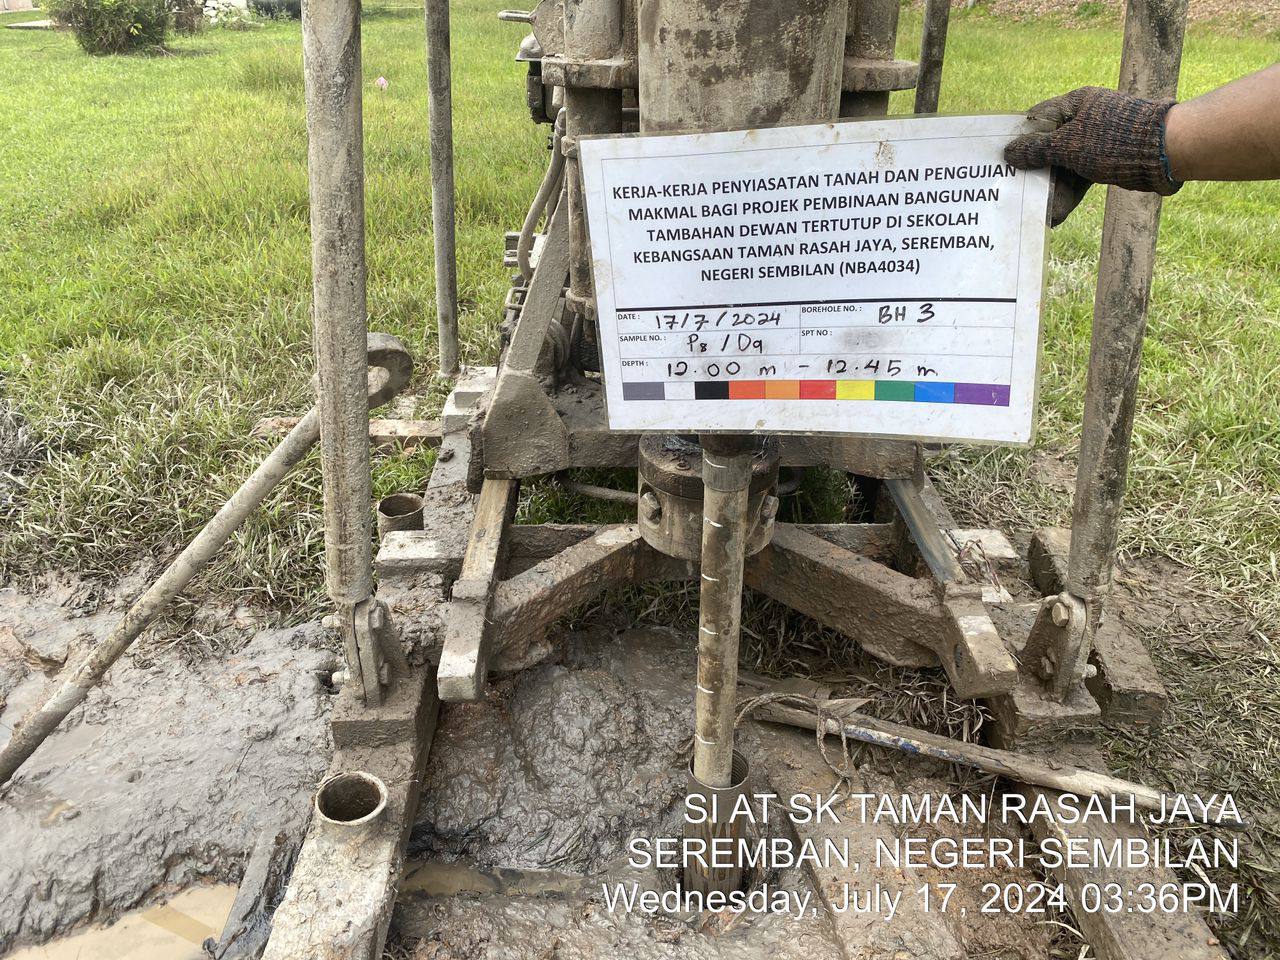 KERJA-KERJA PENYIASATAN TANAH DAN PENGUJIAN
MAKMAL BAGI PROJEK PEMBINAAN BANGUNAN
TAMBAHAN DEWAN TERTUTUP DI SEKOLAH
KEBANGSAAN TAMAN RASAH JAYA, SEREMBAN,
NEGERI SEMBILAN (NBA4034)
DATE : 17/7/2024 BOREHOLE NO. : BH 3
SAMPLE NO. : P8 / D9 SPT NO :
DEPTH : 12.00 m - 12.45 m
SI AT SK TAMAN RASAH JAYA
SEREMBAN, NEGERI SEMBILAN
Wednesday, July 17, 2024 03:36PM